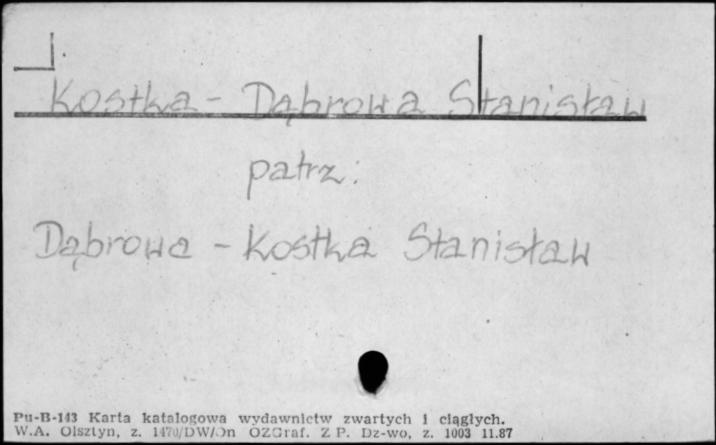 Kostka - Dąbrowa Stanisław
patrz:
Dąbrowa - Kostka Stanisław
Pu-B-143 Karta katalogowa wydawnictw zwartych i ciągłych.
W.A. Olsztyn, z. 1470/DW/On OZGraf. Z P. Dz-wo, z. 1003 11.87